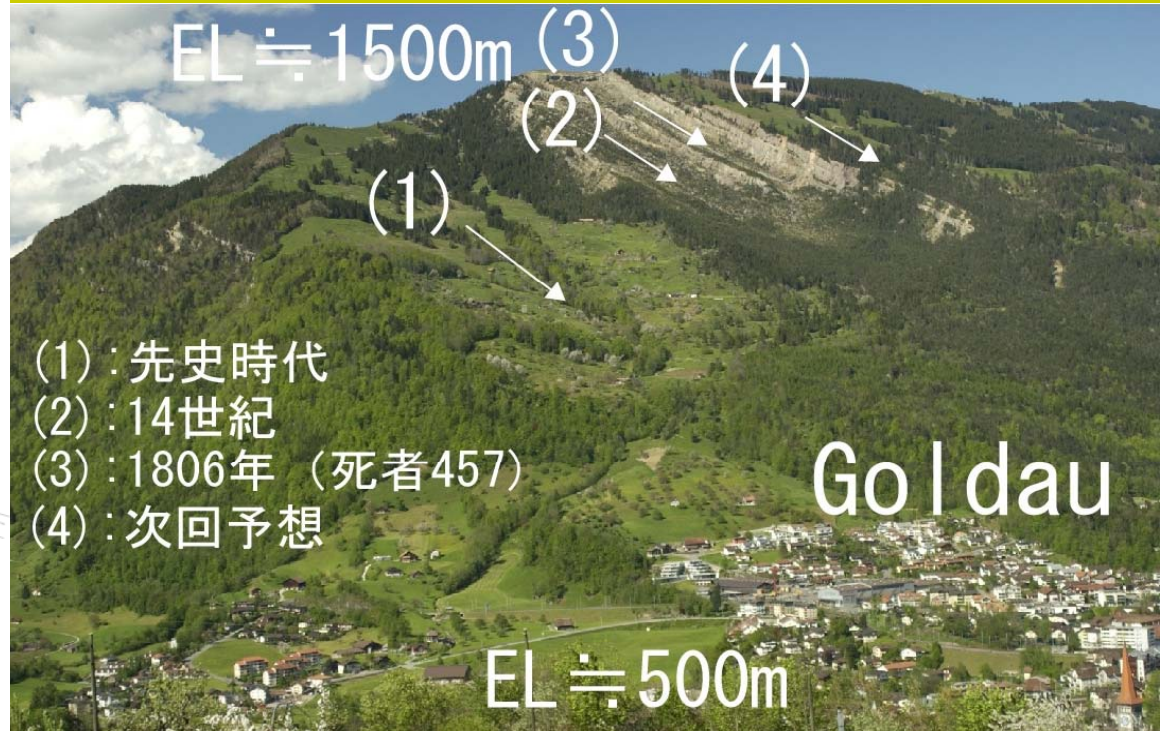 EL≒1500m
(3)
(4)
(2)
(1)
(1):先史時代
(2):14世紀
(3):1806年 (死者457)
(4):次回予想
Goldau
EL≒500m